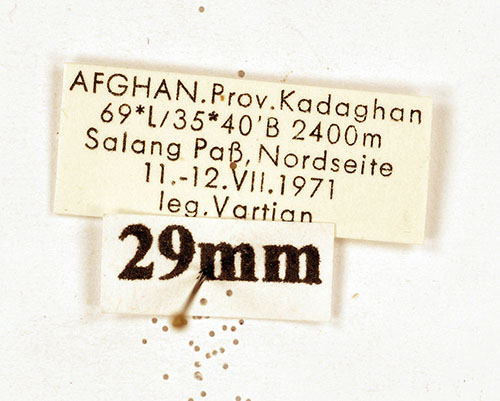 AFGHAN.Prov.Kadaghan
69*L/35*40'B 2400m
Salang Paß, Nordseite
11.-12.VII.1971
leg.Vartian
29mm